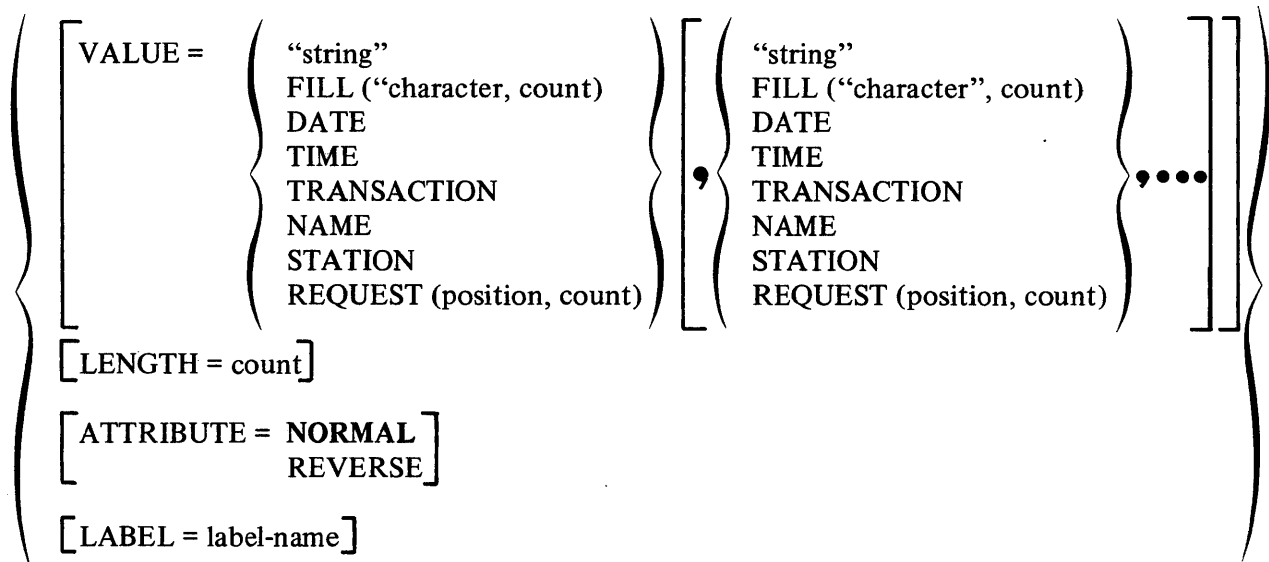 VALUE = “string” , “string” , ....
FILL (“character, count) FILL (“character”, count)
DATE DATE
TIME TIME
TRANSACTION TRANSACTION
NAME NAME
STATION STATION
REQUEST (position, count) REQUEST (position, count)
[LENGTH = count]
[ATTRIBUTE = NORMAL
REVERSE]
[LABEL = label-name]